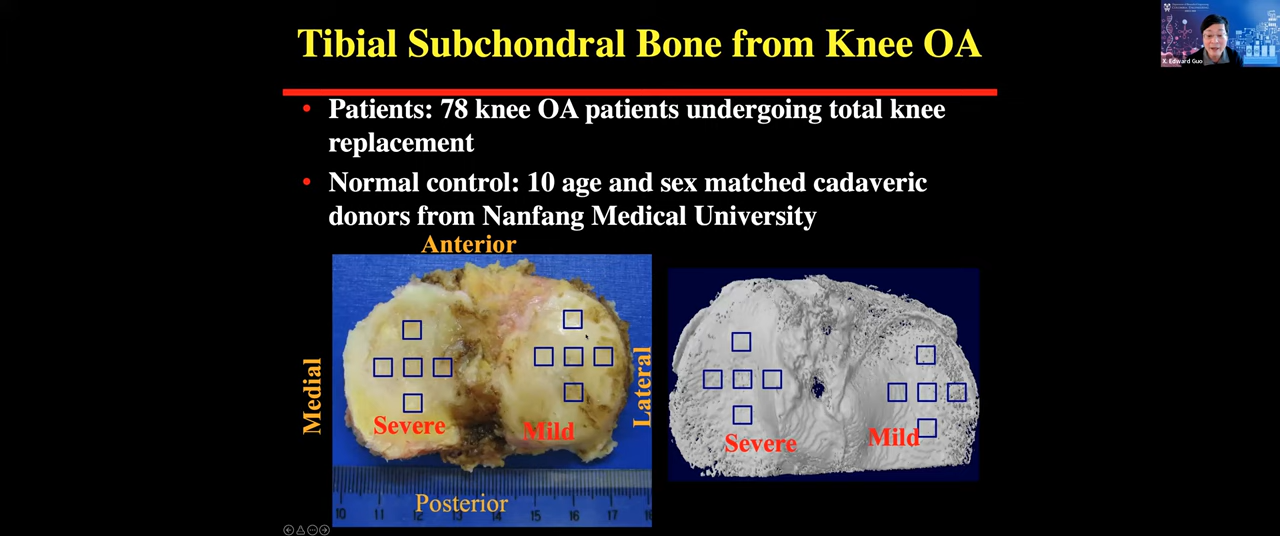 Tibial Subchondral Bone from Knee OA
• Patients: 78 knee OA patients undergoing total knee
replacement
• Normal control: 10 age and sex matched cadaveric
donors from Nanfang Medical University
Anterior
Medial
Lateral
Severe
Mild
Posterior
10 11 12 13 14 15 16 17 18
Severe
Mild
X. Edward Guo